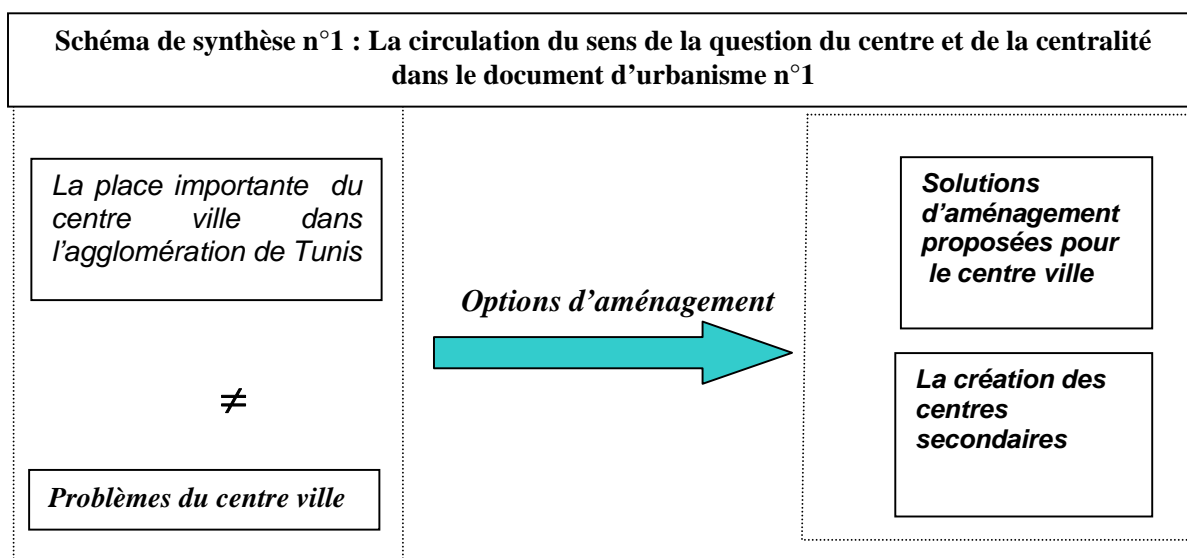 Schéma de synthèse n°1 : La circulation du sens de la question du centre et de la centralité
dans le document d'urbanisme n°1
La place importante du
centre ville dans
l'agglomération de Tunis
≠
Problèmes du centre ville
Options d'aménagement
Solutions
d'aménagement
proposées pour
le centre ville
La création des
centres
secondaires